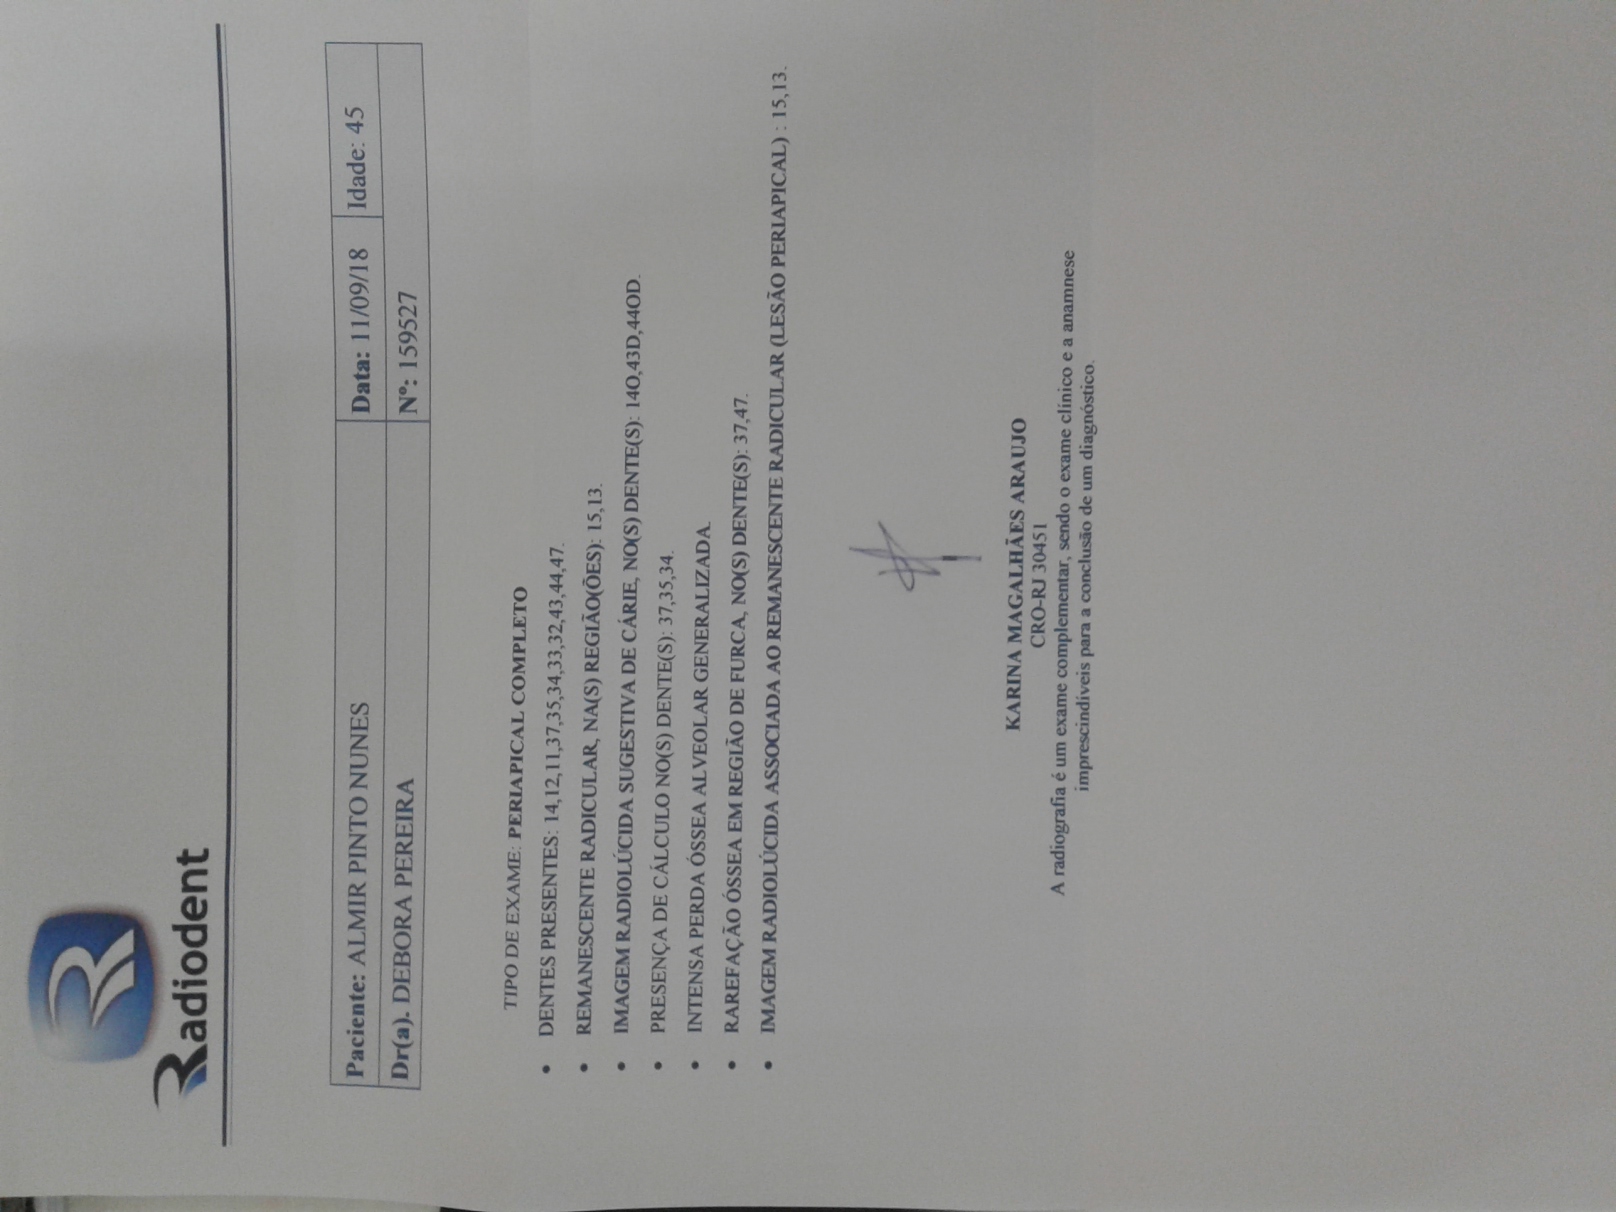 Radiodent
Paciente: ALMIR PINTO NUNES Data: 11/09/18 Idade: 45
Dr(a). DEBORA PEREIRA Nº: 159527
TIPO DE EXAME: PERIAPICAL COMPLETO
• DENTES PRESENTES: 14,12,11,37,35,34,33,32,43,44,47.
• REMANESCENTE RADICULAR, NA(S) REGIÃO(ÕES): 15,13.
• IMAGEM RADIOLÚCIDA SUGESTIVA DE CÁRIE, NO(S) DENTE(S): 14O,43D,44OD.
• PRESENÇA DE CÁLCULO NO(S) DENTE(S): 37,35,34.
• INTENSA PERDA ÓSSEA ALVEOLAR GENERALIZADA.
• RAREFAÇÃO ÓSSEA EM REGIÃO DE FURCA, NO(S) DENTE(S): 37,47.
• IMAGEM RADIOLÚCIDA ASSOCIADA AO REMANESCENTE RADICULAR (LESÃO PERIAPICAL) : 15,13.
KARINA MAGALHÃES ARAUJO
CRO-RJ 30451
A radiografia é um exame complementar, sendo o exame clínico e a anamnese
imprescindíveis para a conclusão de um diagnóstico.